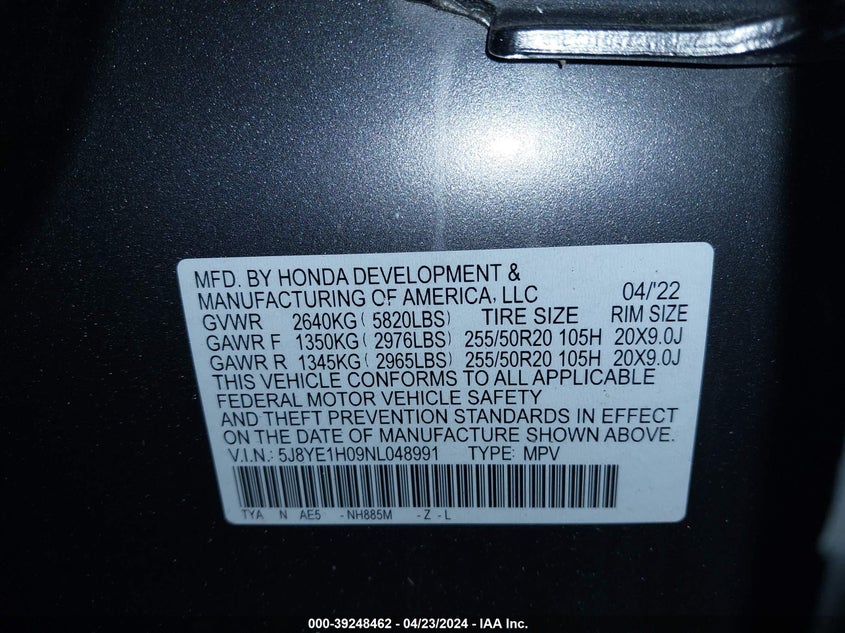 MFD. BY HONDA DEVELOPMENT &
MANUFACTURING OF AMERICA, LLC 04/'22
GVWR 2640KG ( 5820LBS) TIRE SIZE RIM SIZE
GAWR F 1350KG ( 2976LBS) 255/50R20 105H 20X9.0J
GAWR R 1345KG ( 2965LBS) 255/50R20 105H 20X9.0J
THIS VEHICLE CONFORMS TO ALL APPLICABLE
FEDERAL MOTOR VEHICLE SAFETY
AND THEFT PREVENTION STANDARDS IN EFFECT
ON THE DATE OF MANUFACTURE SHOWN ABOVE.
V.I.N.: 5J8YE1H09NL048991 TYPE: MPV
TYA N AE5 - NH885M - Z - L
000-39248462 - 04/23/2024 - IAA Inc.